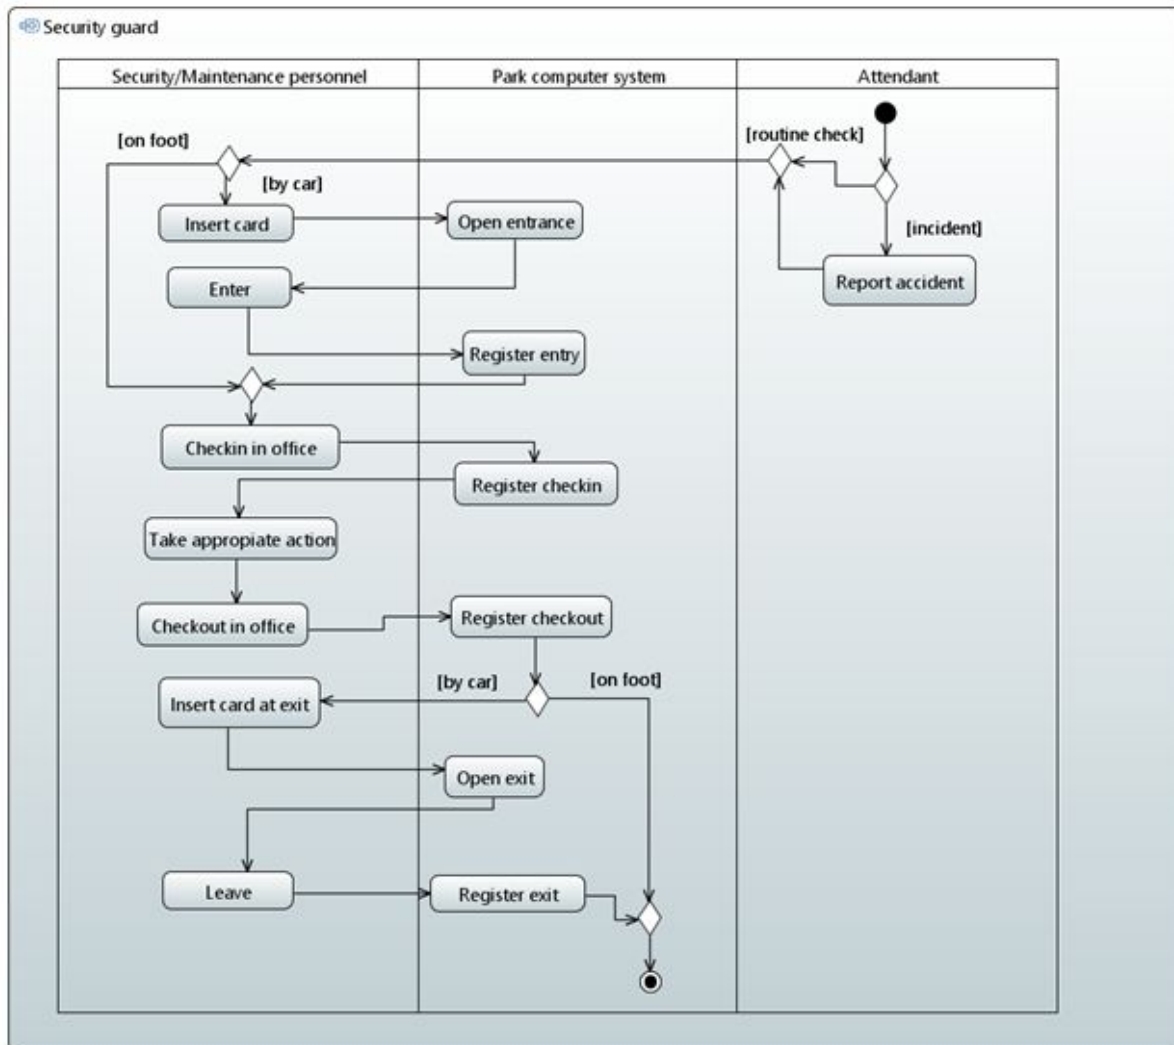 Security guard
Security/Maintenance personnel
Park computer system
Attendant
[on foot]
[routine check]
[by car]
Insert card
Open entrance
[incident]
Enter
Report accident
Register entry
Checkin in office
Register checkin
Take appropiate action
Checkout in office
Register checkout
[by car]
[on foot]
Insert card at exit
Open exit
Leave
Register exit